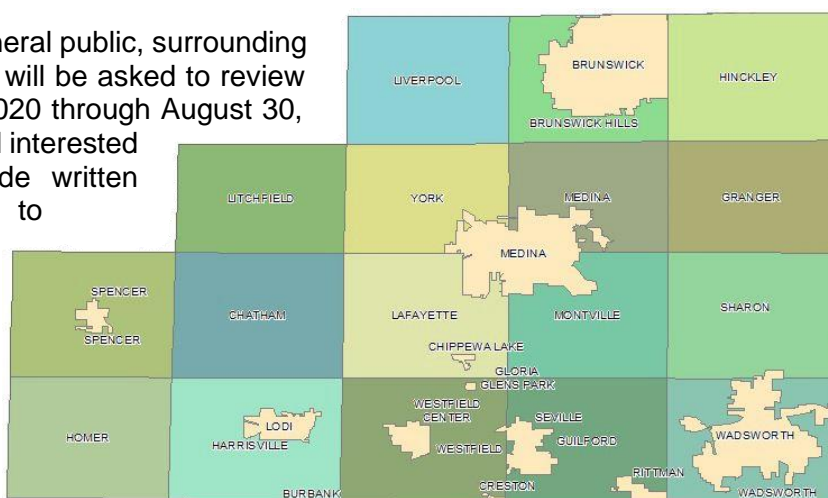 neral public, surrounding
will be asked to review
020 through August 30,
interested
de written
to
LIVERPOOL
BRUNSWICK
HINCKLEY
BRUNSWICK HILLS
LITCHFIELD
YORK
MEDINA
GRANGER
MEDINA
SPENCER
SPENCER
CHATHAM
LAFAYETTE
MONTVILLE
SHARON
CHIPPEWA LAKE
GLORIA
GLENS PARK
HOMER
LODI
HARRISVILLE
WESTFIELD
CENTER
WESTFIELD
SEVILLE
GUILFORD
WADSWORTH
RITTMAN
BURBANK
CRESTON
WADSWORTH